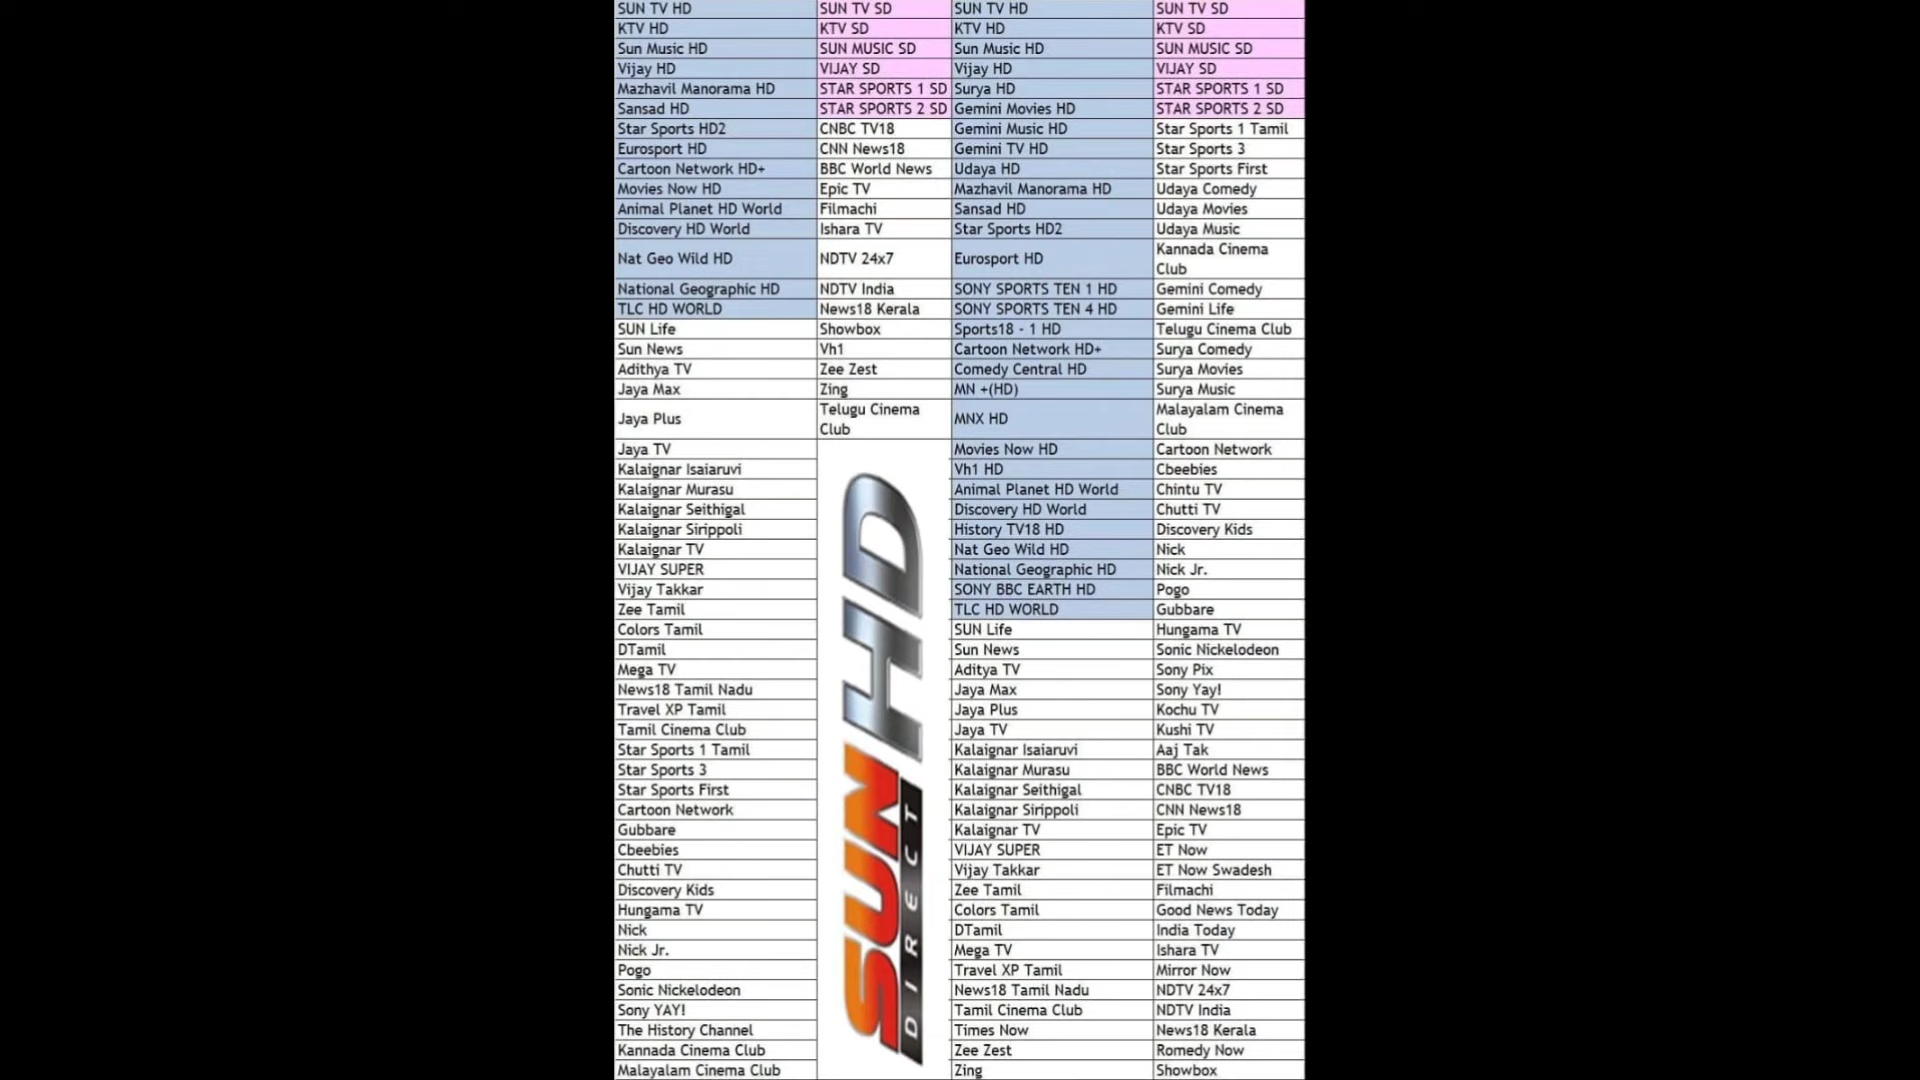 SUN TV HD
SUN TV SD
SUN TV HD
SUN TV SD
KTV HD
KTV SD
KTV HD
KTV SD
Sun Music HD
SUN MUSIC SD
Sun Music HD
SUN MUSIC SD
Vijay HD
VIJAY SD
Vijay HD
VIJAY SD
Mazhavil Manorama HD
STAR SPORTS 1 SD
Surya HD
STAR SPORTS 1 SD
Sansad HD
STAR SPORTS 2 SD
Gemini Movies HD
STAR SPORTS 2 SD
Star Sports HD2
CNBC TV18
Gemini Music HD
Star Sports 1 Tamil
Eurosport HD
CNN News18
Gemini TV HD
Star Sports 3
Cartoon Network HD+
BBC World News
Udaya HD
Star Sports First
Movies Now HD
Epic TV
Mazhavil Manorama HD
Udaya Comedy
Animal Planet HD World
Filmachi
Sansad HD
Udaya Movies
Discovery HD World
Ishara TV
Star Sports HD2
Udaya Music
Nat Geo Wild HD
NDTV 24x7
Eurosport HD
Kannada Cinema
Club
National Geographic HD
NDTV India
SONY SPORTS TEN 1 HD
Gemini Comedy
TLC HD WORLD
News18 Kerala
SONY SPORTS TEN 4 HD
Gemini Life
SUN Life
Showbox
Sports18 - 1 HD
Telugu Cinema Club
Sun News
Vh1
Cartoon Network HD+
Surya Comedy
Adithya TV
Zee Zest
Comedy Central HD
Surya Movies
Jaya Max
Zing
MN +(HD)
Surya Music
Jaya Plus
Telugu Cinema
Club
MNX HD
Malayalam Cinema
Club
Jaya TV
Movies Now HD
Cartoon Network
Kalaignar Isaiaruvi
Vh1 HD
Cbeebies
Kalaignar Murasu
Animal Planet HD World
Chintu TV
Kalaignar Seithigal
Discovery HD World
Chutti TV
Kalaignar Sirippoli
History TV18 HD
Discovery Kids
Kalaignar TV
Nat Geo Wild HD
Nick
VIJAY SUPER
National Geographic HD
Nick Jr.
Vijay Takkar
SONY BBC EARTH HD
Pogo
Zee Tamil
TLC HD WORLD
Gubbare
Colors Tamil
SUN Life
Hungama TV
DTamil
Sun News
Sonic Nickelodeon
Mega TV
Aditya TV
Sony Pix
News18 Tamil Nadu
Jaya Max
Sony Yay!
Travel XP Tamil
Jaya Plus
Kochu TV
Tamil Cinema Club
Jaya TV
Kushi TV
Star Sports 1 Tamil
Kalaignar Isaiaruvi
Aaj Tak
Star Sports 3
Kalaignar Murasu
BBC World News
Star Sports First
Kalaignar Seithigal
CNBC TV18
Cartoon Network
Kalaignar Sirippoli
CNN News18
Gubbare
Kalaignar TV
Epic TV
Cbeebies
VIJAY SUPER
ET Now
Chutti TV
Vijay Takkar
ET Now Swadesh
Discovery Kids
Zee Tamil
Filmachi
Hungama TV
Colors Tamil
Good News Today
Nick
DTamil
India Today
Nick Jr.
Mega TV
Ishara TV
Pogo
Travel XP Tamil
Mirror Now
Sonic Nickelodeon
News18 Tamil Nadu
NDTV 24x7
Sony YAY!
Tamil Cinema Club
NDTV India
The History Channel
Times Now
News18 Kerala
Kannada Cinema Club
Zee Zest
Romedy Now
Malayalam Cinema Club
Zing
Showbox
SUN HD
DIRECT